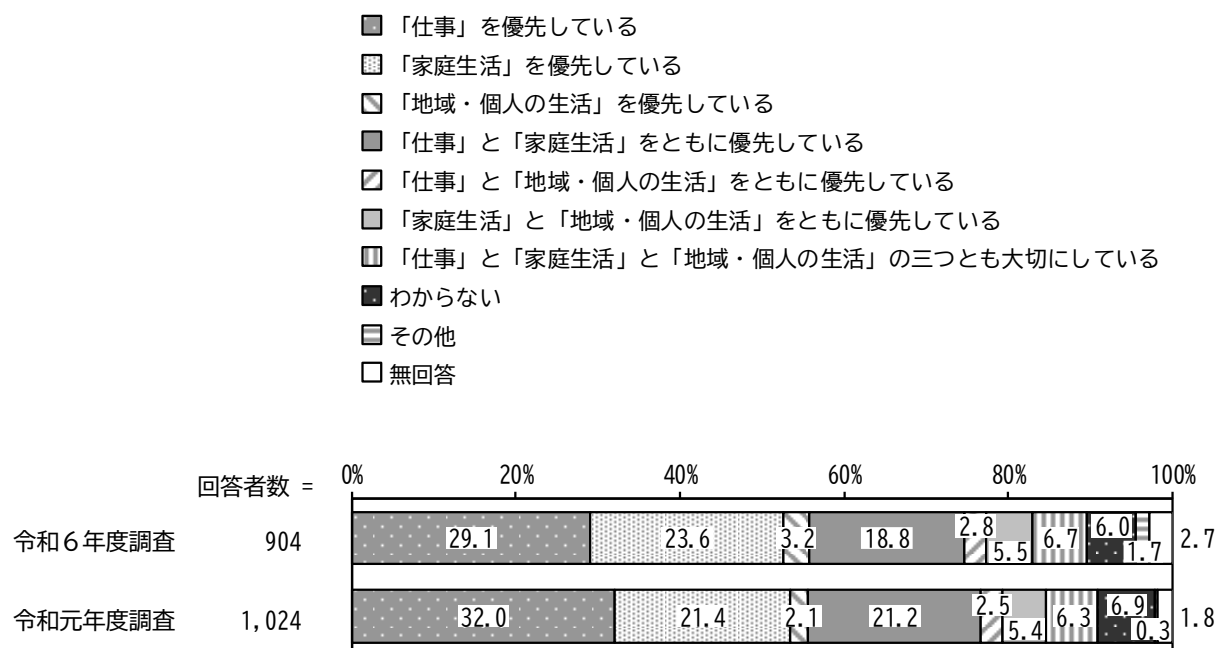 「仕事」を優先している
「家庭生活」を優先している
「地域・個人の生活」を優先している
「仕事」と「家庭生活」をともに優先している
「仕事」と「地域・個人の生活」をともに優先している
「家庭生活」と「地域・個人の生活」をともに優先している
「仕事」と「家庭生活」と「地域・個人の生活」の三つとも大切にしている
わからない
その他
無回答
回答者数 = 0% 20% 40% 60% 80% 100%
令和6年度調査 904 29.1 23.6 3.2 18.8 2.8 5.5 6.7 6.0 1.7 2.7
令和元年度調査 1,024 32.0 21.4 2.1 21.2 2.5 5.4 6.3 6.9 0.3 1.8